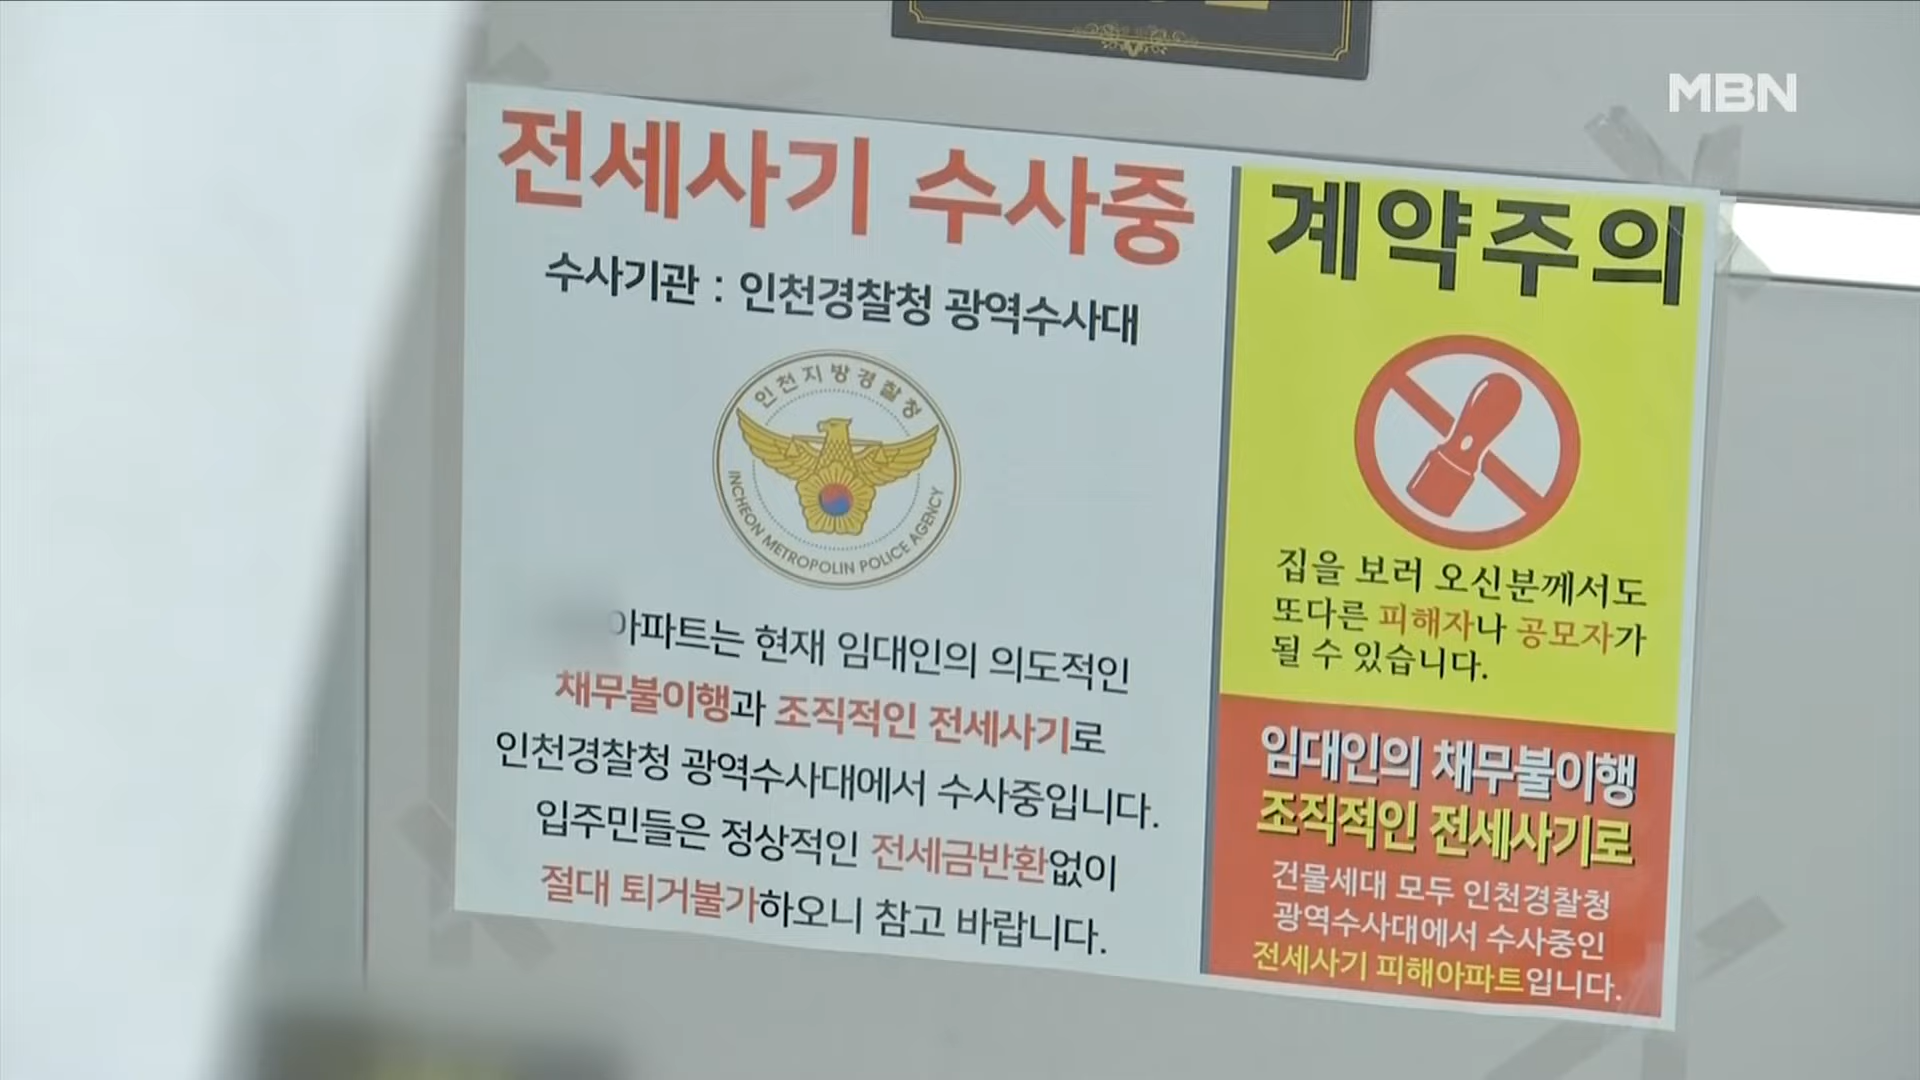 MBN
전세사기 수사중
수사기관 : 인천경찰청 광역수사대
인천지방경찰청
INCHEON METROPOLIN POLICE AGENCY
아파트는 현재 임대인의 의도적인
채무불이행과 조직적인 전세사기로
인천경찰청 광역수사대에서 수사중입니다.
입주민들은 정상적인 전세금반환없이
절대 퇴거불가하오니 참고 바랍니다.
계약주의
집을 보러 오신분께서도
또다른 피해자나 공모자가
될 수 있습니다.
임대인의 채무불이행
조직적인 전세사기로
건물세대 모두 인천경찰청
광역수사대에서 수사중인
전세사기 피해아파트입니다.